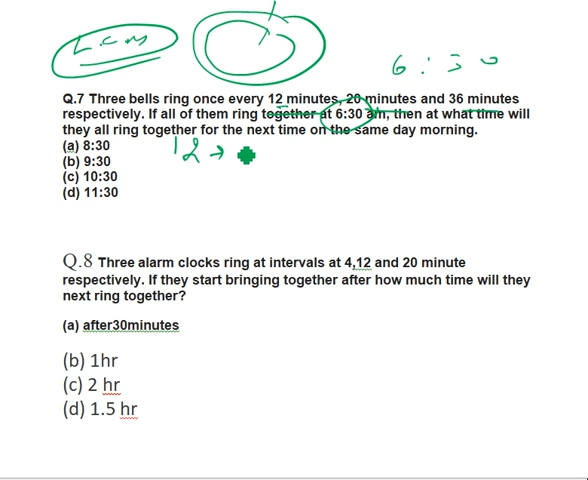 L.C.M
6:30
Q.7 Three bells ring once every 12 minutes, 20 minutes and 36 minutes
respectively. If all of them ring together at 6:30 am, then at what time will
they all ring together for the next time on the same day morning.
12 →
(a) 8:30
(b) 9:30
(c) 10:30
(d) 11:30
Q.8 Three alarm clocks ring at intervals at 4,12 and 20 minute
respectively. If they start bringing together after how much time will they
next ring together?
(a) after30minutes
(b) 1hr
(c) 2 hr
(d) 1.5 hr